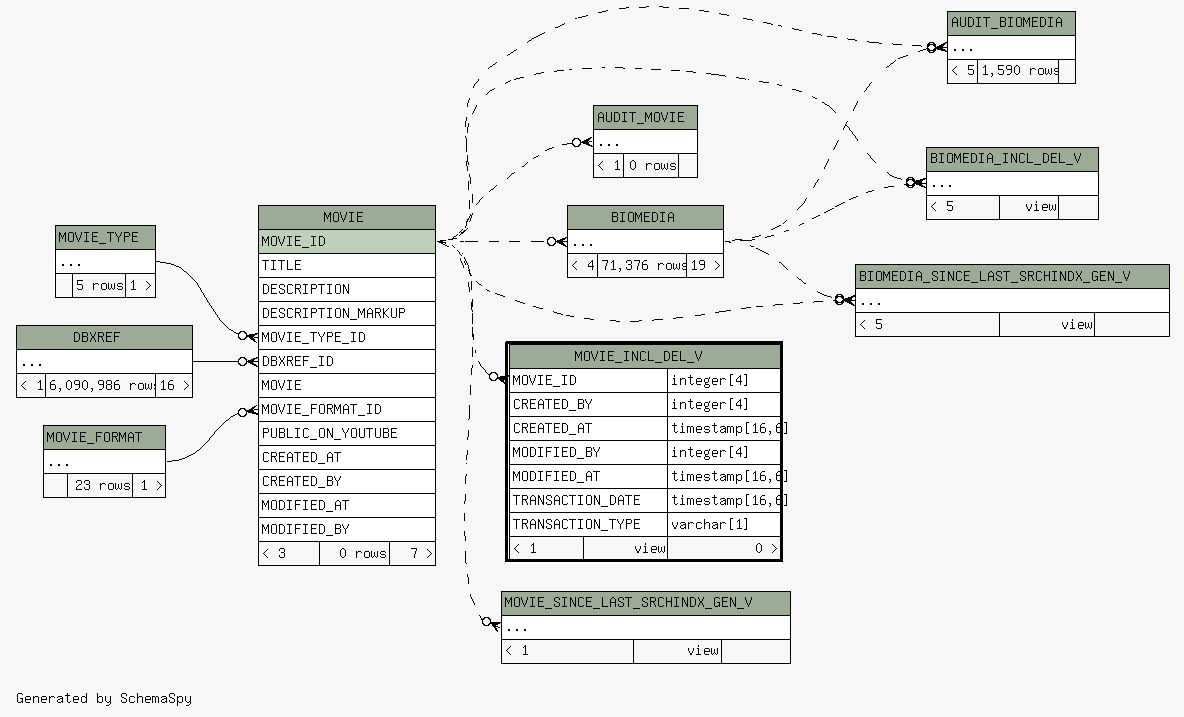 AUDIT_BIOMEDIA
...
< 5 1,590 rows
AUDIT_MOVIE
...
< 1 0 rows
BIOMEDIA_INCL_DEL_V
...
< 5 view
MOVIE
MOVIE_ID
TITLE
DESCRIPTION
DESCRIPTION_MARKUP
MOVIE_TYPE_ID
DBXREF_ID
MOVIE
MOVIE_FORMAT_ID
PUBLIC_ON_YOUTUBE
CREATED_AT
CREATED_BY
MODIFIED_AT
MODIFIED_BY
< 3 0 rows 7 >
BIOMEDIA
...
< 4 71,376 rows 19 >
MOVIE_TYPE
...
5 rows 1 >
BIOMEDIA_SINCE_LAST_SRCHINDX_GEN_V
...
< 5 view
DBXREF
...
< 1 6,090,986 rows 16 >
MOVIE_INCL_DEL_V
MOVIE_ID integer[4]
CREATED_BY integer[4]
CREATED_AT timestamp[16,6]
MODIFIED_BY integer[4]
MODIFIED_AT timestamp[16,6]
TRANSACTION_DATE timestamp[16,6]
TRANSACTION_TYPE varchar[1]
< 1 view 0 >
MOVIE_FORMAT
...
23 rows 1 >
MOVIE_SINCE_LAST_SRCHINDX_GEN_V
...
< 1 view
Generated by SchemaSpy